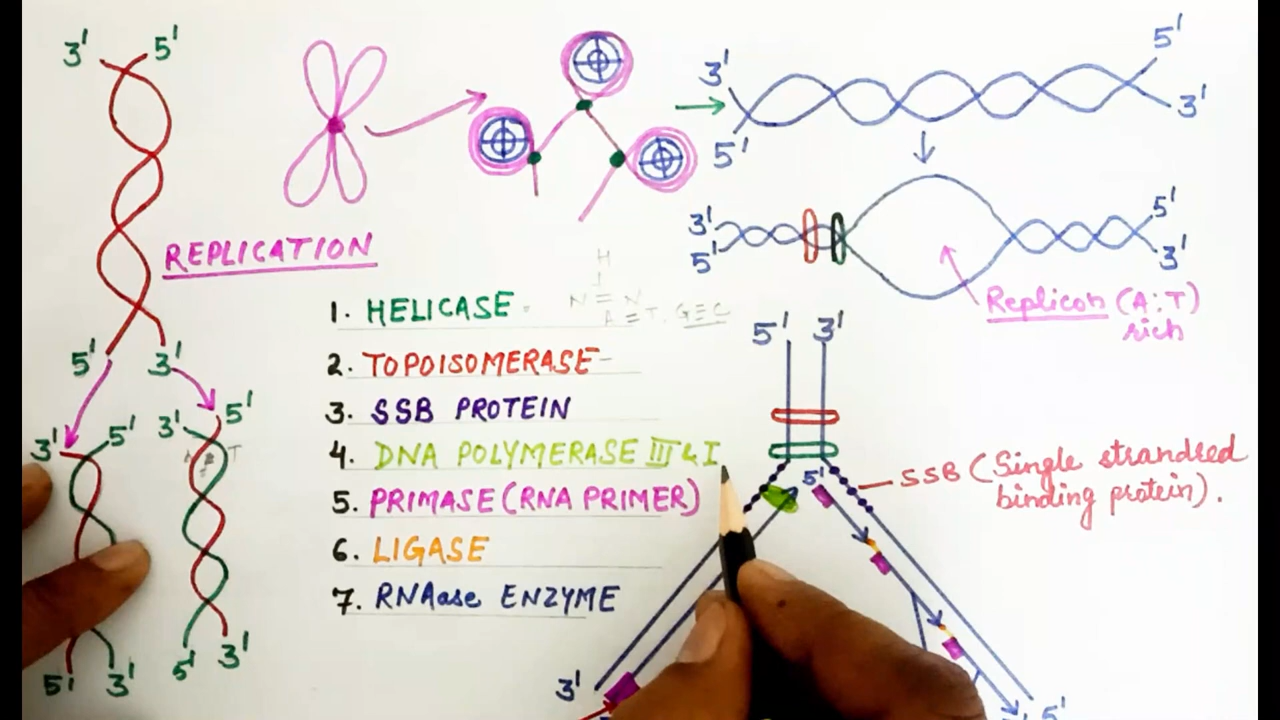 3' 5'
5' 3'
3' 5'
5' 3'
3' 5'
5' 3'
REPLICATION
1. HELICASE.
2. TOPOISOMERASE-
3. SSB PROTEIN
4. DNA POLYMERASE III & I
5. PRIMASE (RNA PRIMER)
6. LIGASE
7. RNAase ENZYME
H
N = N
A = T. G≡C
3' 5'
5' 3'
3' 5'
5' 3'
Replicon (A:T)
rich
5' 3'
5'
SSB (Single strandred
binding protein).
3' 5'